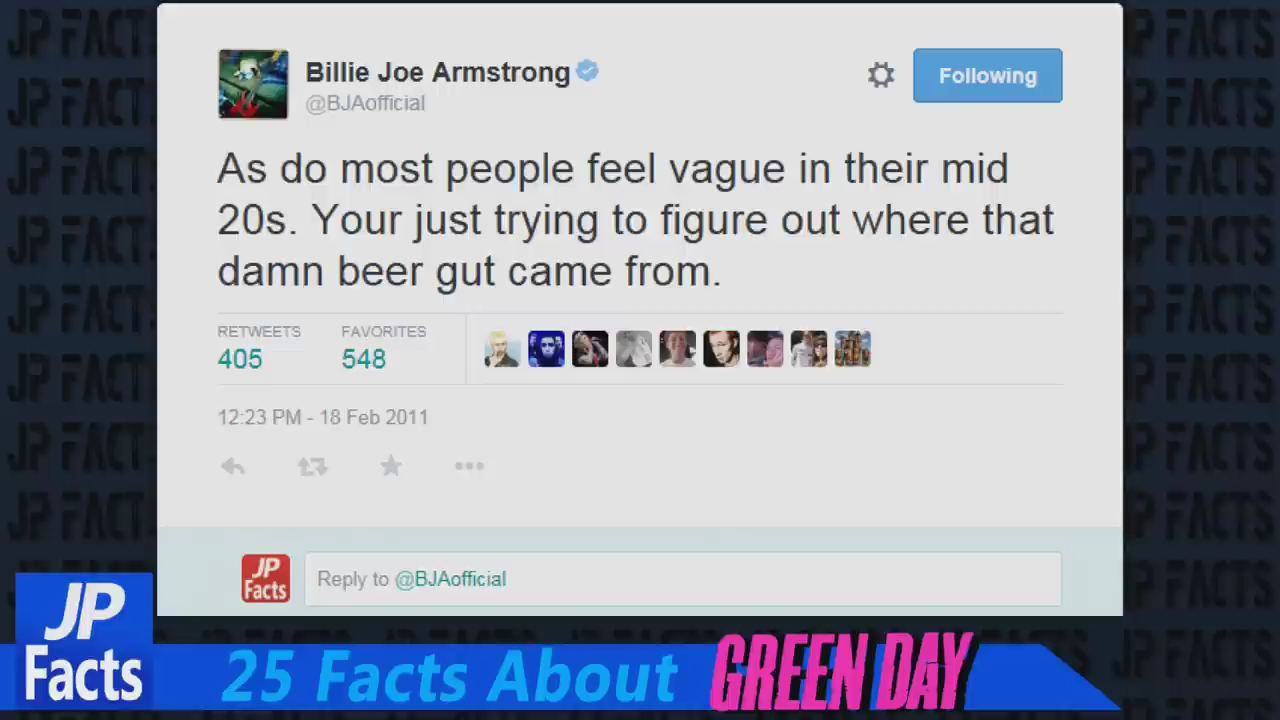 Billie Joe Armstrong
@BJAofficial
Following
As do most people feel vague in their mid
20s. Your just trying to figure out where that
damn beer gut came from.
RETWEETS
FAVORITES
405
548
12:23 PM - 18 Feb 2011
JP
Facts
Reply to @BJAofficial
JP
Facts
25 Facts About GREEN DAY
JP FACTS